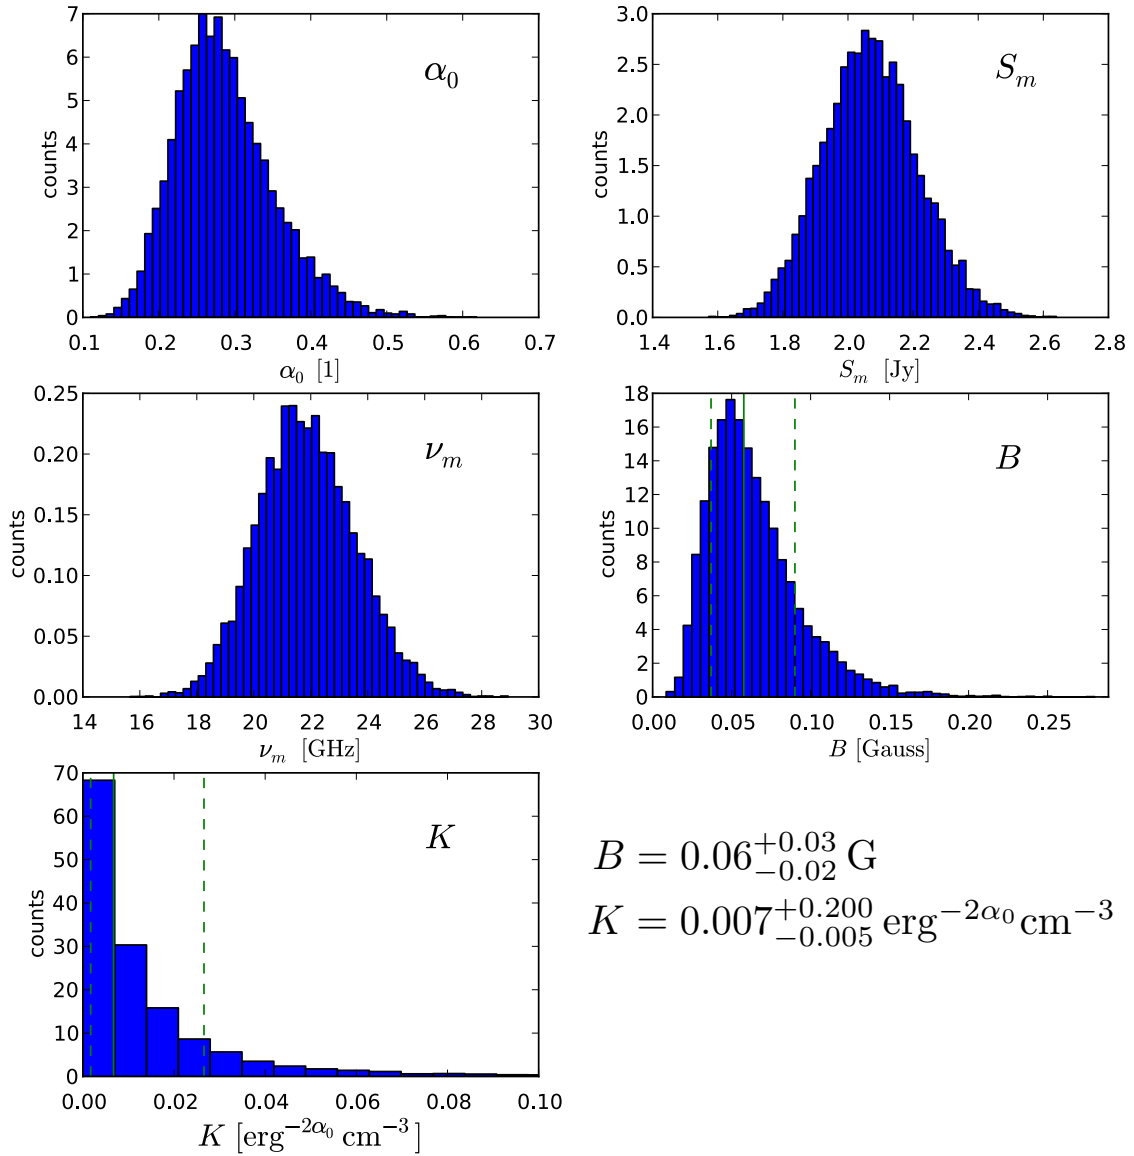 7
6
5
4
3
2
1
0
counts
α₀
0.1 0.2 0.3 0.4 0.5 0.6 0.7
α₀ [1]
3.0
2.5
2.0
1.5
1.0
0.5
0.0
counts
Sₘ
1.4 1.6 1.8 2.0 2.2 2.4 2.6 2.8
Sₘ [Jy]
0.25
0.20
0.15
0.10
0.05
0.00
counts
νₘ
14 16 18 20 22 24 26 28 30
νₘ [GHz]
18
16
14
12
10
8
6
4
2
0
counts
B
0.00 0.05 0.10 0.15 0.20 0.25
B [Gauss]
70
60
50
40
30
20
10
0
counts
K
0.00 0.02 0.04 0.06 0.08 0.10
K [erg^{−2α₀} cm^{−3}]
B = 0.06^{+0.03}_{−0.02} G
K = 0.007^{+0.200}_{−0.005} erg^{−2α₀} cm^{−3}